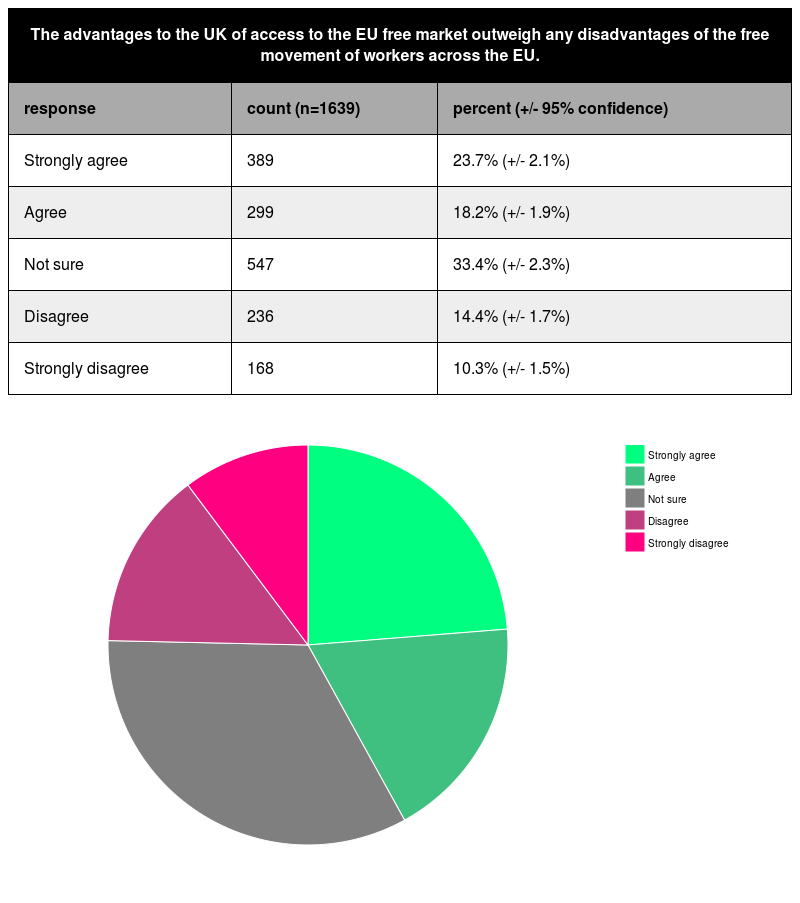 The advantages to the UK of access to the EU free market outweigh any disadvantages of the free
movement of workers across the EU.
response count (n=1639) percent (+/- 95% confidence)
Strongly agree 389 23.7% (+/- 2.1%)
Agree 299 18.2% (+/- 1.9%)
Not sure 547 33.4% (+/- 2.3%)
Disagree 236 14.4% (+/- 1.7%)
Strongly disagree 168 10.3% (+/- 1.5%)
Strongly agree
Agree
Not sure
Disagree
Strongly disagree